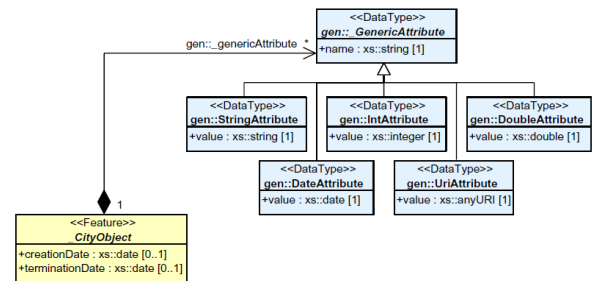 <<DataType>>
gen::_GenericAttribute
+name : xs::string [1]
gen::_genericAttribute
*
<<DataType>>
gen::StringAttribute
+value : xs::string [1]
<<DataType>>
gen::IntAttribute
+value : xs::integer [1]
<<DataType>>
gen::DoubleAttribute
+value : xs::double [1]
<<DataType>>
gen::DateAttribute
+value : xs::date [1]
<<DataType>>
gen::UriAttribute
+value : xs::anyURI [1]
1
<<Feature>>
_CityObject
+creationDate : xs::date [0..1]
+terminationDate : xs::date [0..1]